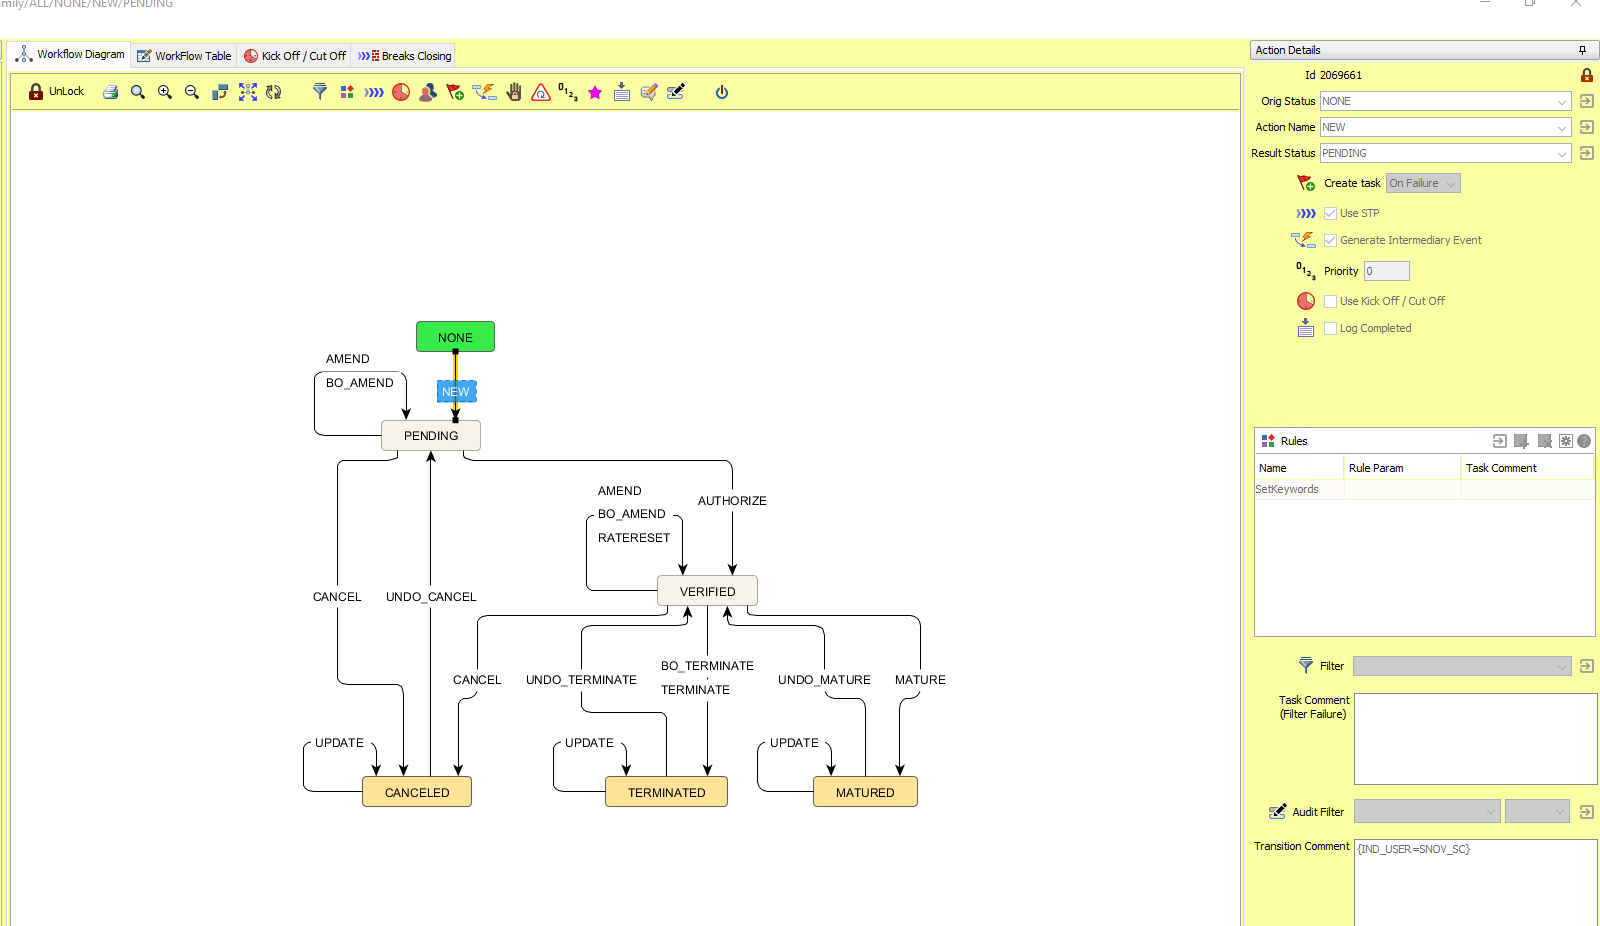 mily/ALL/NONE/NEW/PENDING
Workflow Diagram
WorkFlow Table
Kick Off / Cut Off
Breaks Closing
UnLock
NONE
NEW
AMEND
BO_AMEND
PENDING
AMEND
BO_AMEND
RATERESET
AUTHORIZE
VERIFIED
CANCEL
UNDO_CANCEL
CANCEL
UNDO_TERMINATE
BO_TERMINATE
TERMINATE
UNDO_MATURE
MATURE
UPDATE
UPDATE
UPDATE
CANCELED
TERMINATED
MATURED
Action Details
Id 2069661
Orig Status NONE
Action Name NEW
Result Status PENDING
Create task On Failure
Use STP
Generate Intermediary Event
Priority 0
Use Kick Off / Cut Off
Log Completed
Rules
Name Rule Param Task Comment
SetKeywords
Filter
Task Comment
(Filter Failure)
Audit Filter
Transition Comment {IND_USER=SNOV_SC}